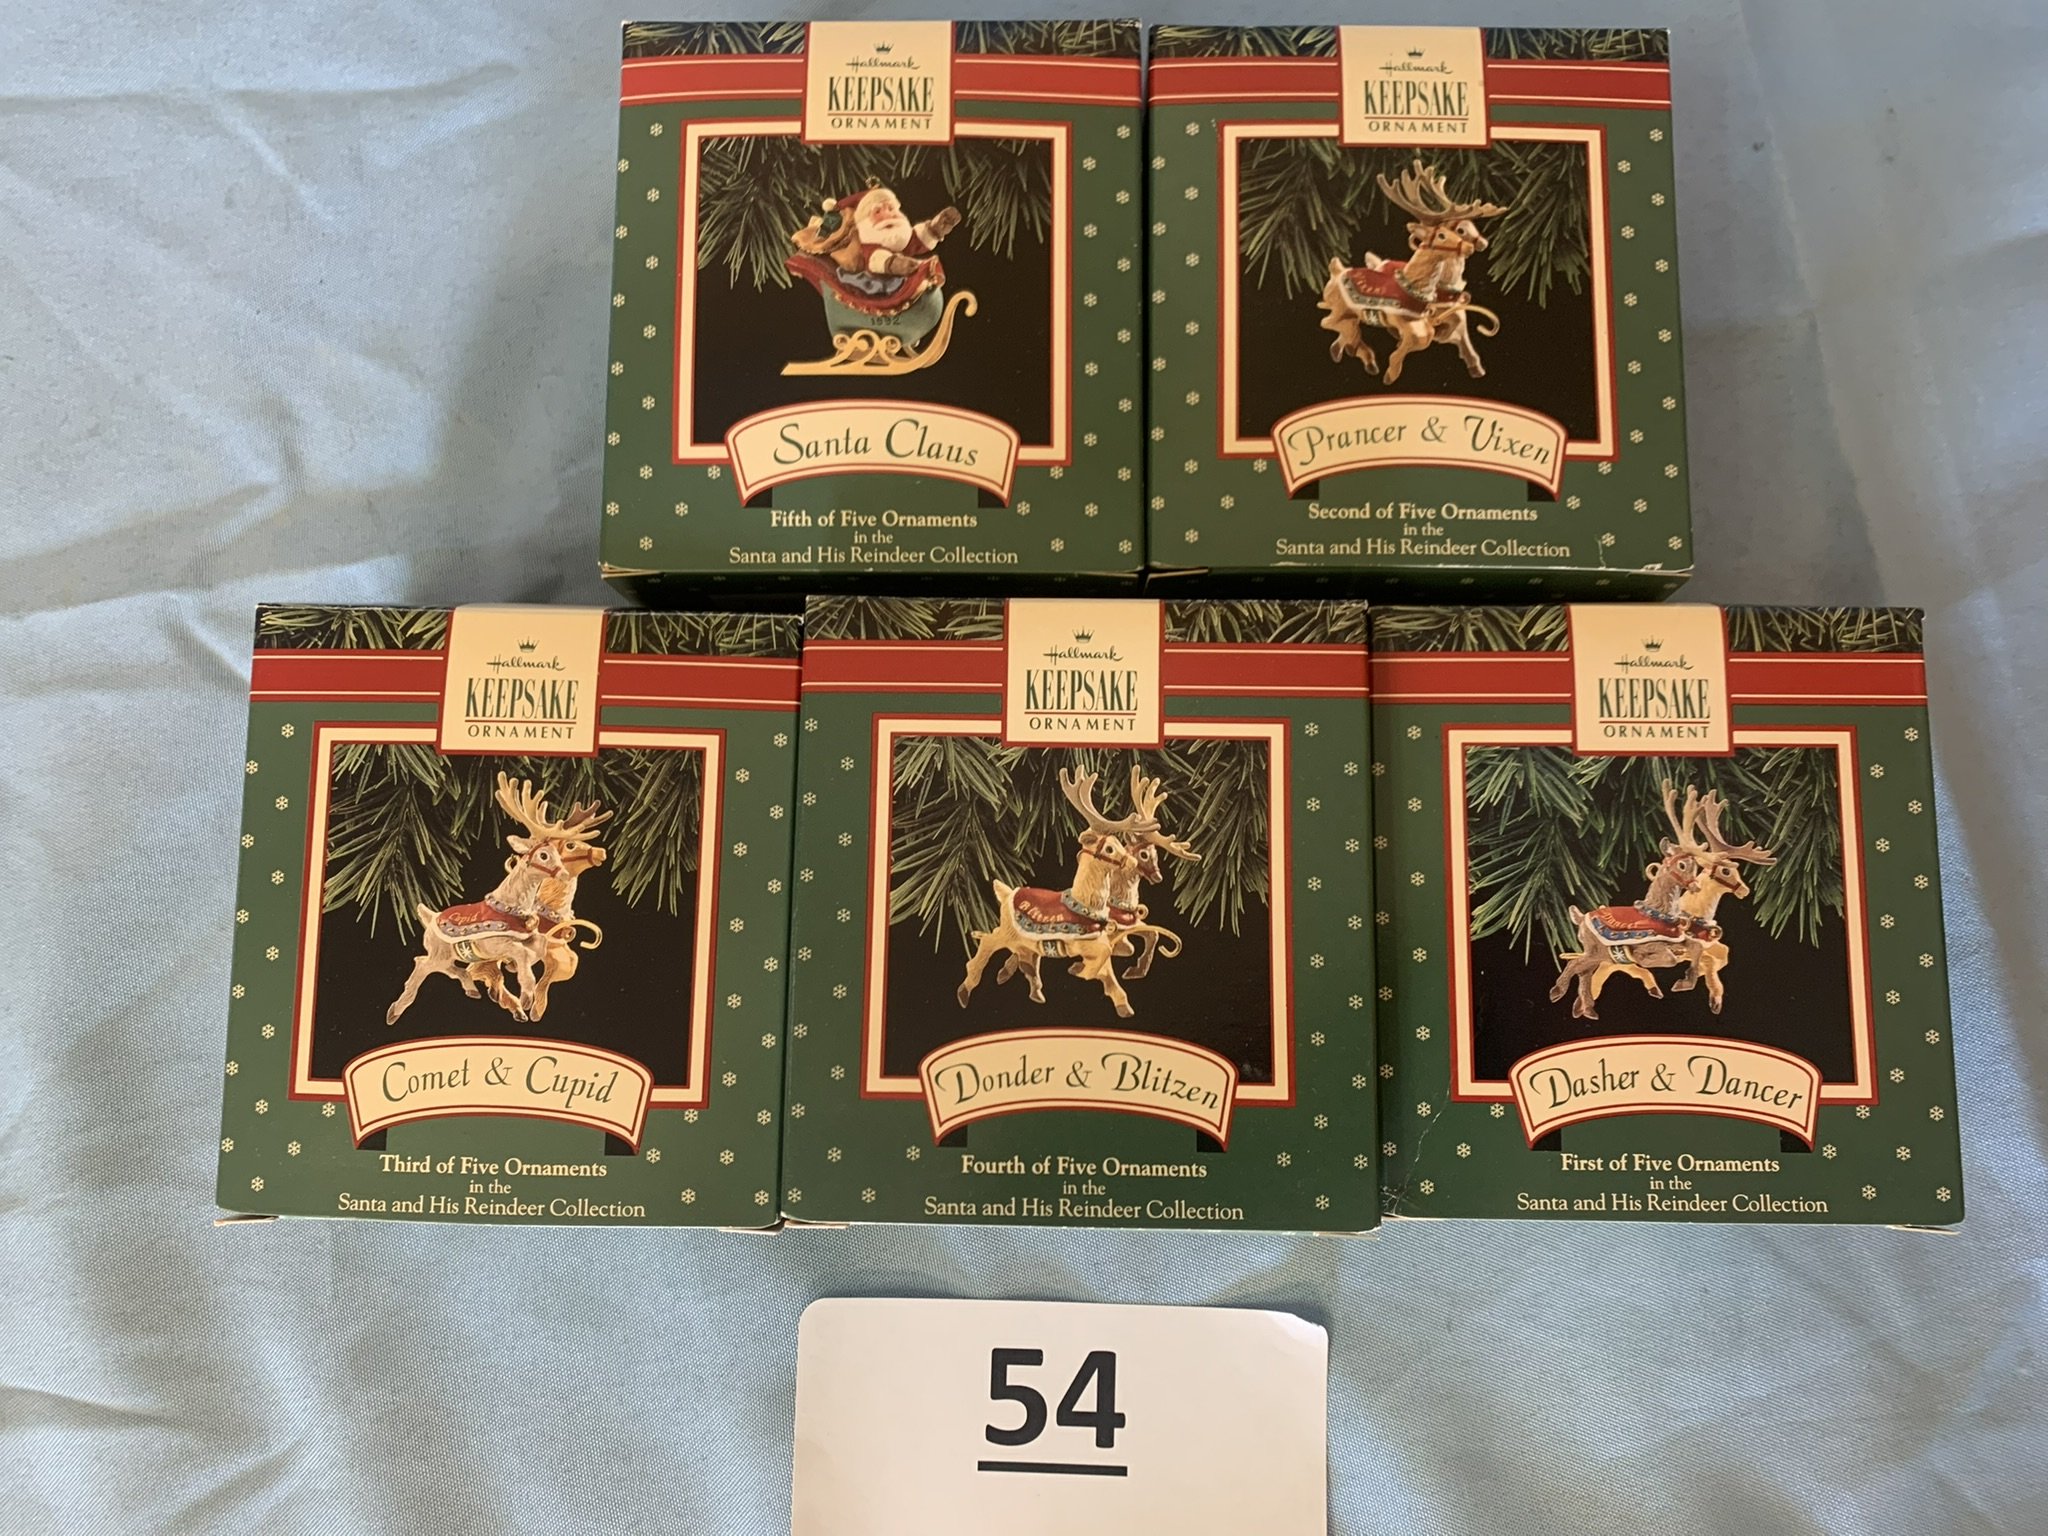 Hallmark
KEEPSAKE
ORNAMENT
1992
Santa Claus
Fifth of Five Ornaments
in the
Santa and His Reindeer Collection
Hallmark
KEEPSAKE
ORNAMENT
Prancer & Vixen
Second of Five Ornaments
in the
Santa and His Reindeer Collection
Hallmark
KEEPSAKE
ORNAMENT
Cupid
Comet & Cupid
Third of Five Ornaments
in the
Santa and His Reindeer Collection
Hallmark
KEEPSAKE
ORNAMENT
Blitzen
Donder & Blitzen
Fourth of Five Ornaments
in the
Santa and His Reindeer Collection
Hallmark
KEEPSAKE
ORNAMENT
Dancer
Dasher & Dancer
First of Five Ornaments
in the
Santa and His Reindeer Collection
54